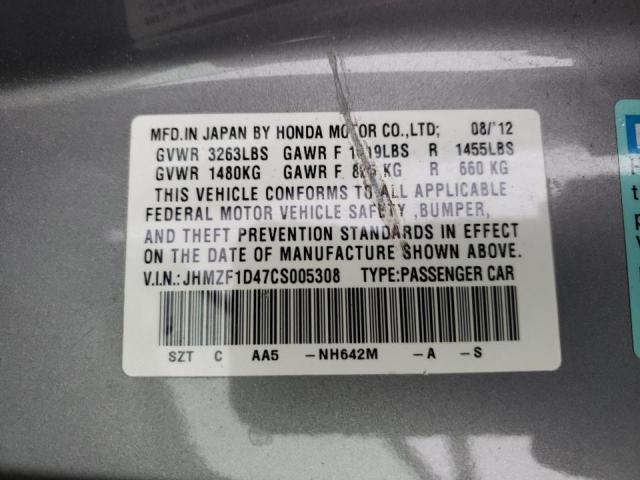 MFD.IN JAPAN BY HONDA MOTOR CO.,LTD; 08/'12
GVWR 3263LBS GAWR F LBS R 1455LBS
GVWR 1480KG GAWR F KG R 660 KG
THIS VEHICLE CONFORMS TO ALL APPLICABLE
FEDERAL MOTOR VEHICLE SAFETY ,BUMPER,
AND THEFT PREVENTION STANDARDS IN EFFECT
ON THE DATE OF MANUFACTURE SHOWN ABOVE.
V.I.N.:JHMZF1D47CS005308 TYPE:PASSENGER CAR
SZT C AA5 -NH642M -A -S